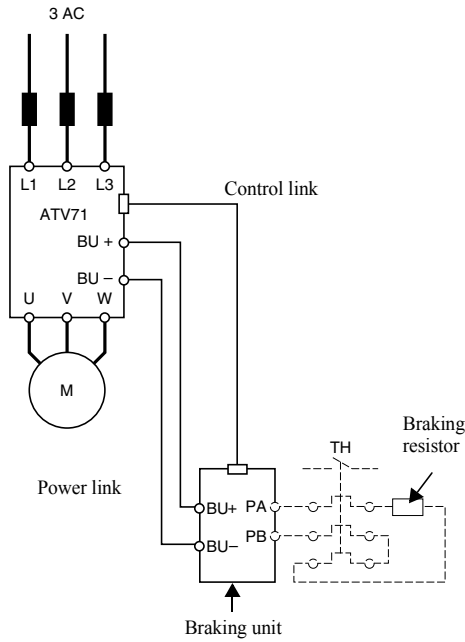 3 AC
L1 L2 L3
Control link
ATV71
BU +
BU –
U V W
M
Braking
resistor
TH
Power link
BU+ PA
PB
BU–
Braking unit